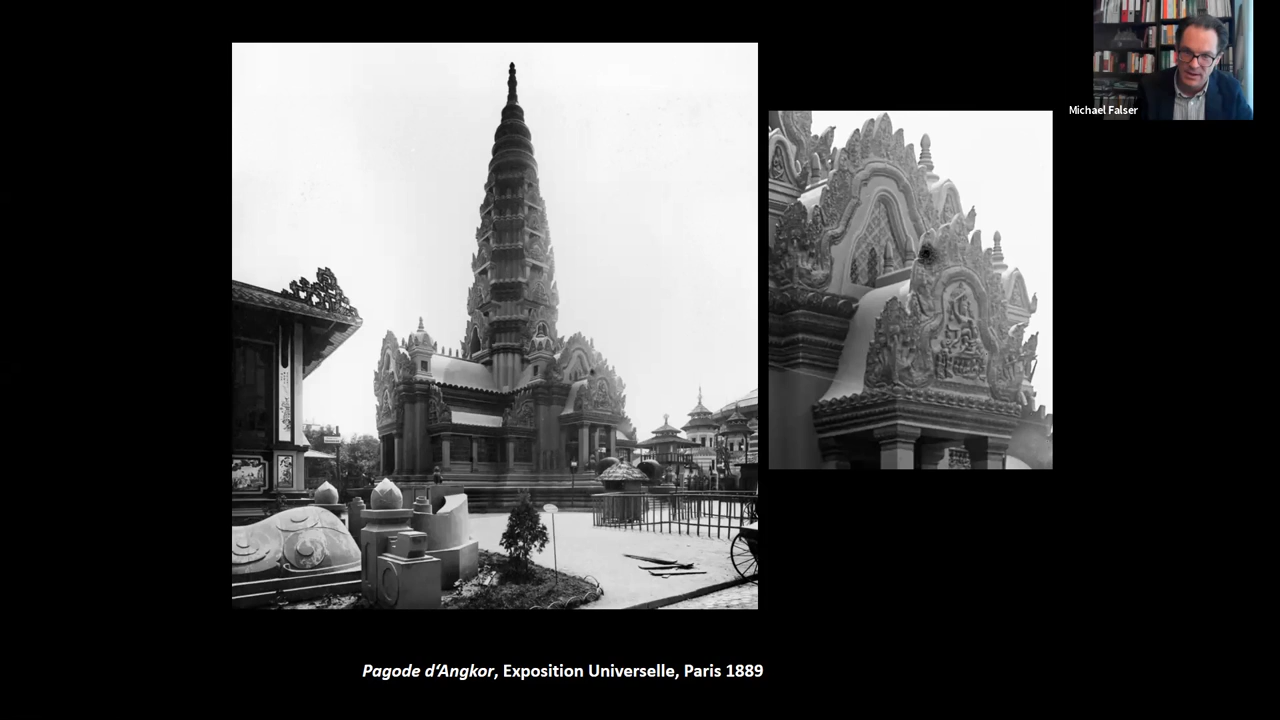 Michael Falser
Pagode d‘Angkor, Exposition Universelle, Paris 1889